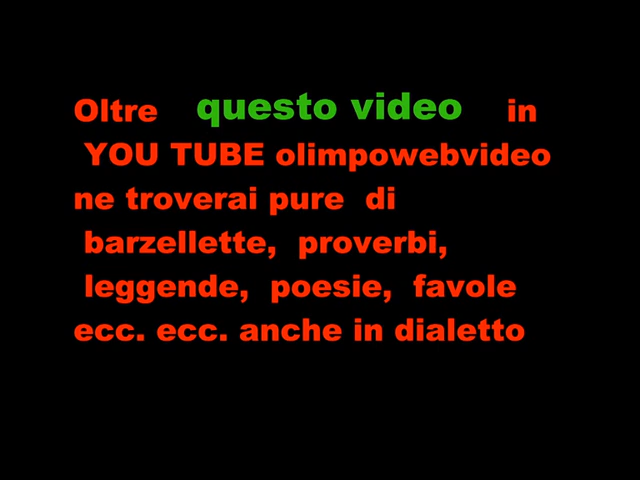 Oltre questo video in
YOU TUBE olimpowebvideo
ne troverai pure di
barzellette, proverbi,
leggende, poesie, favole
ecc. ecc. anche in dialetto